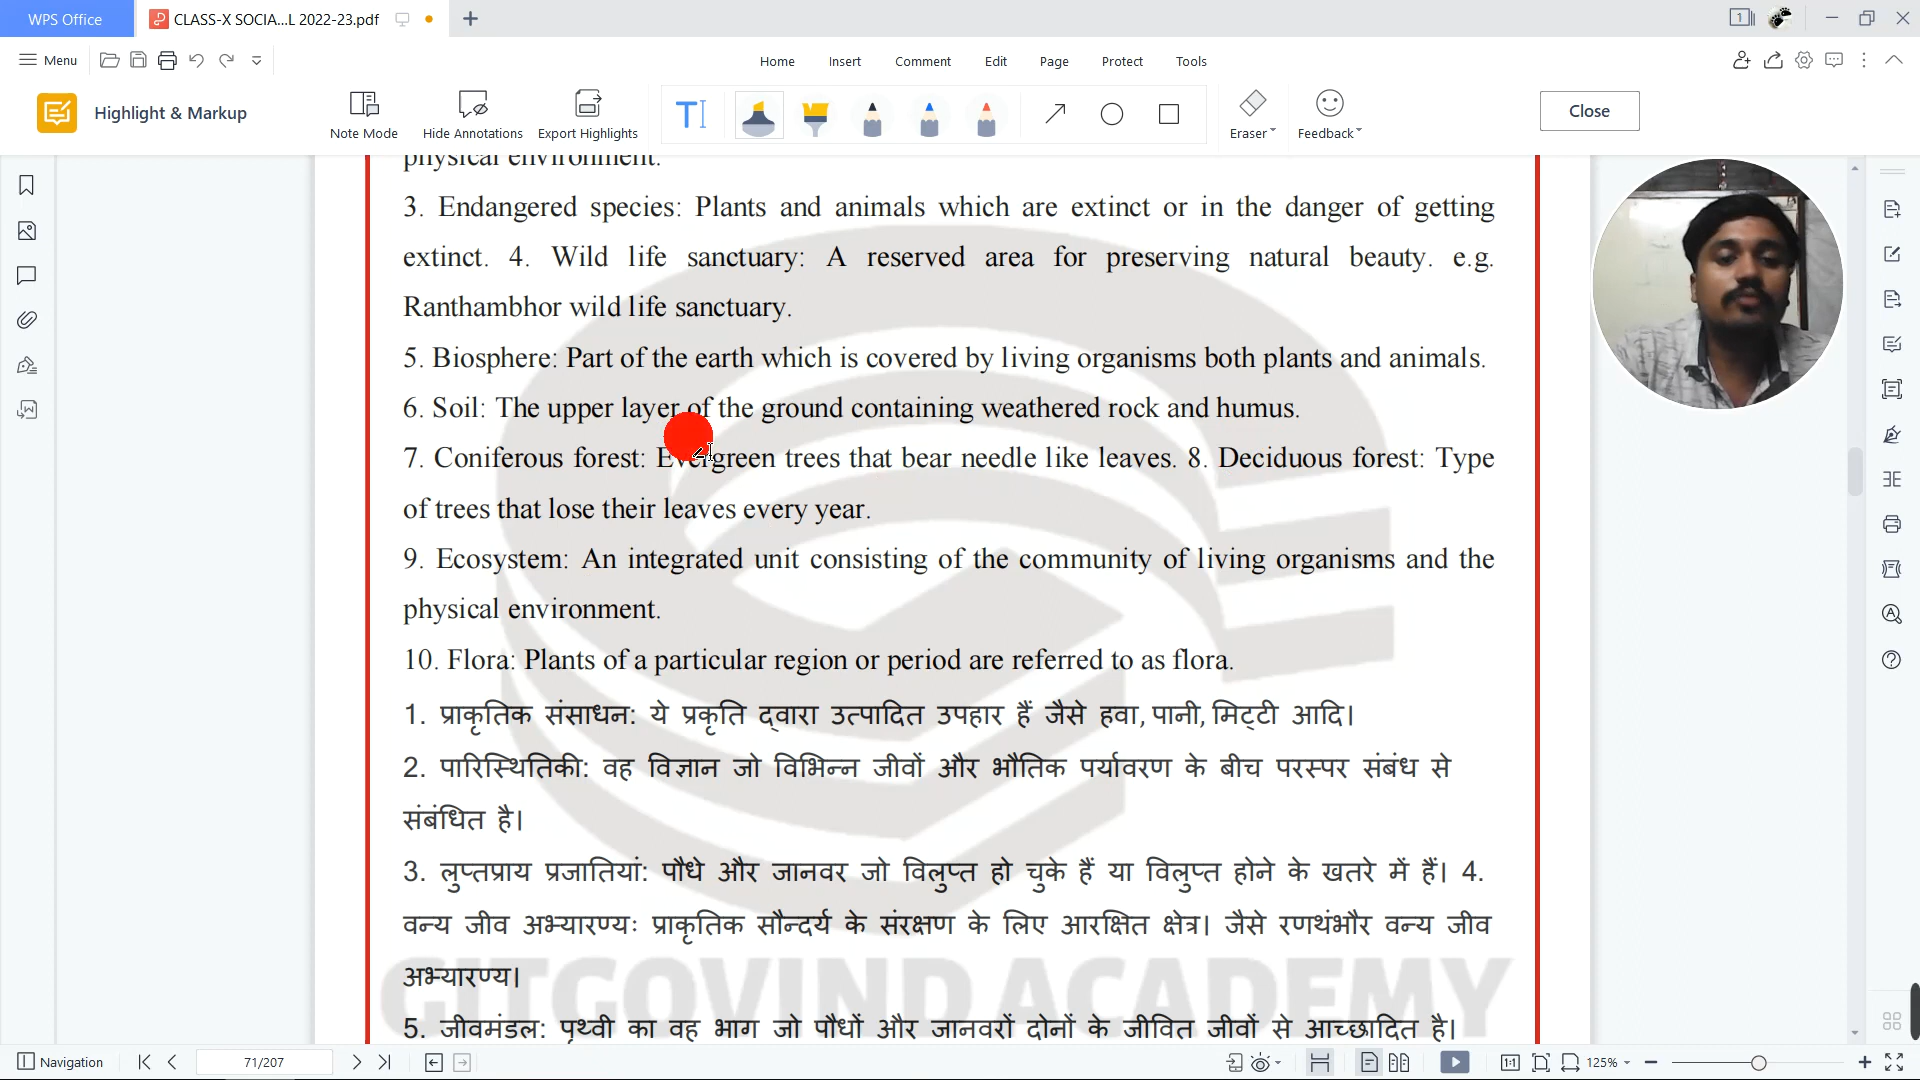 WPS Office
CLASS-X SOCIA...L 2022-23.pdf
1
Menu
Home
Insert
Comment
Edit
Page
Protect
Tools
Highlight & Markup
Note Mode
Hide Annotations
Export Highlights
T
Eraser
Feedback
Close
physical environment.
3. Endangered species: Plants and animals which are extinct or in the danger of getting
extinct. 4. Wild life sanctuary: A reserved area for preserving natural beauty. e.g.
Ranthambhor wild life sanctuary.
5. Biosphere: Part of the earth which is covered by living organisms both plants and animals.
6. Soil: The upper layer of the ground containing weathered rock and humus.
7. Coniferous forest: Evergreen trees that bear needle like leaves. 8. Deciduous forest: Type
of trees that lose their leaves every year.
9. Ecosystem: An integrated unit consisting of the community of living organisms and the
physical environment.
10. Flora: Plants of a particular region or period are referred to as flora.
1. प्राकृतिक संसाधन: ये प्रकृति द्वारा उत्पादित उपहार हैं जैसे हवा, पानी, मिट्टी आदि।
2. पारिस्थितिकी: वह विज्ञान जो विभिन्न जीवों और भौतिक पर्यावरण के बीच परस्पर संबंध से
संबंधित है।
3. लुप्तप्राय प्रजातियां: पौधे और जानवर जो विलुप्त हो चुके हैं या विलुप्त होने के खतरे में हैं। 4.
वन्य जीव अभ्यारण्यः प्राकृतिक सौन्दर्य के संरक्षण के लिए आरक्षित क्षेत्र। जैसे रणथंभौर वन्य जीव
अभ्यारण्य।
GITGOVIND ACADEMY
5. जीवमंडल: पृथ्वी का वह भाग जो पौधों और जानवरों दोनों के जीवित जीवों से आच्छादित है।
Navigation
71/207
125%